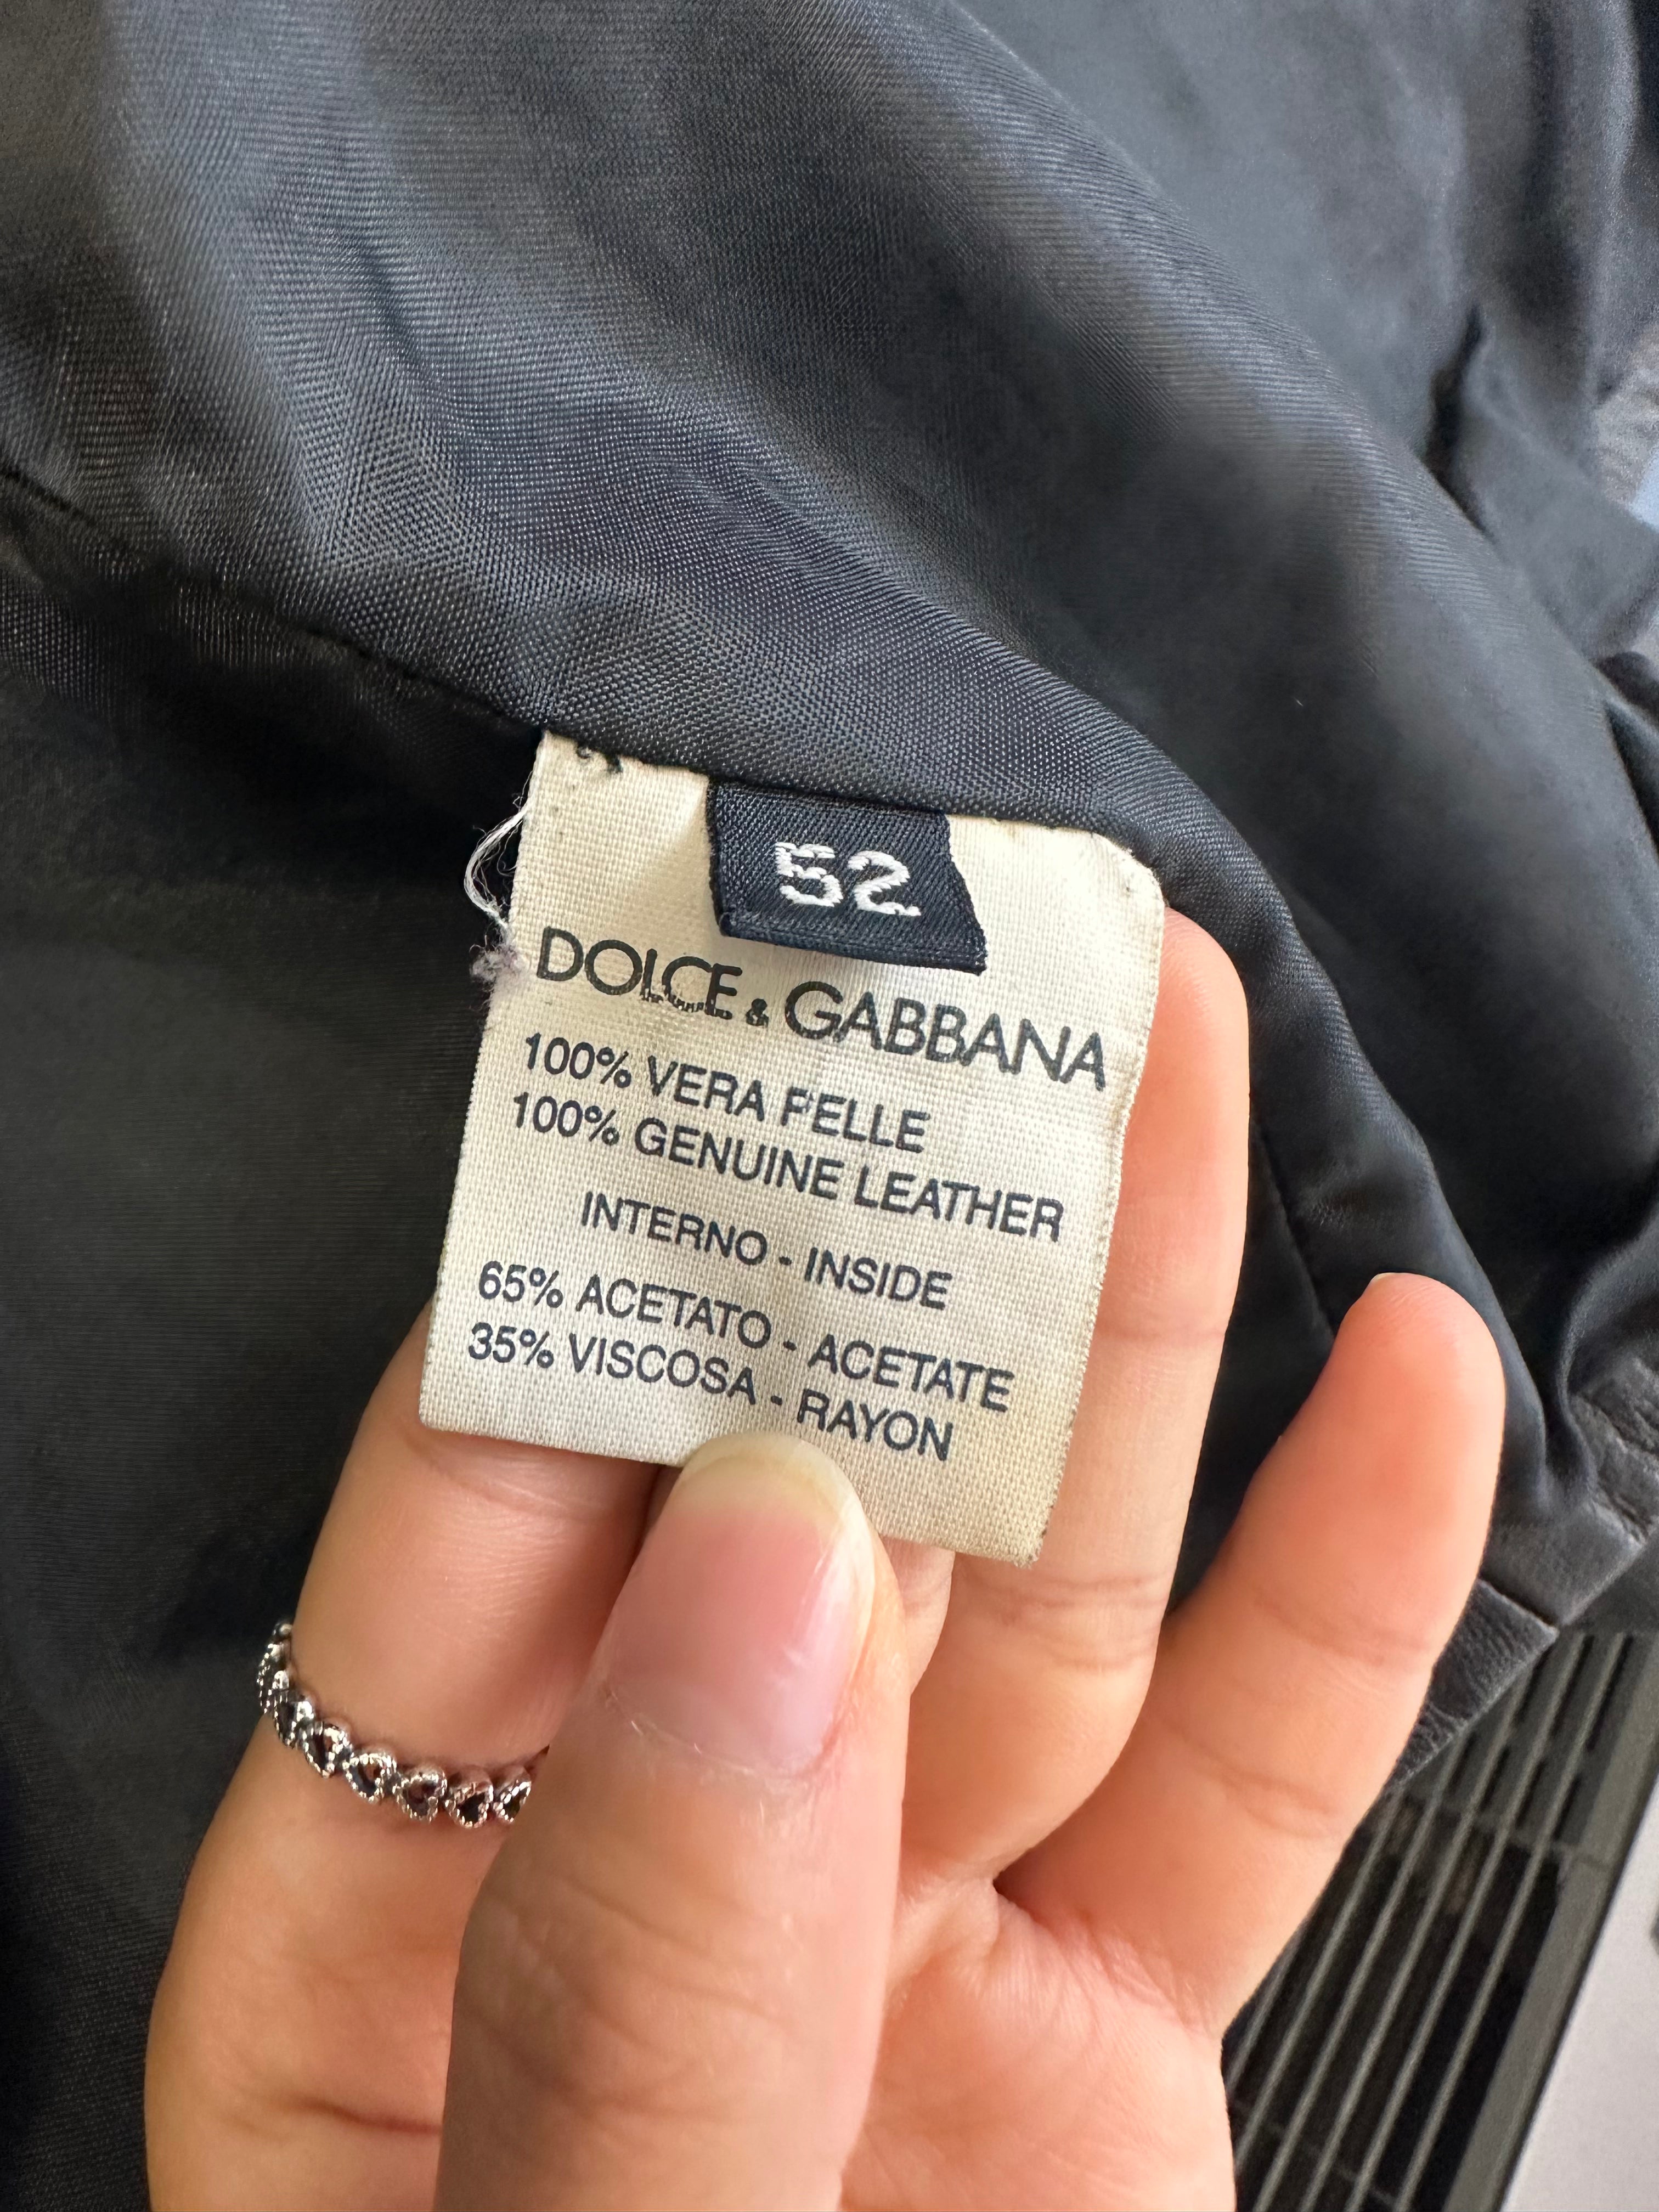 52
DOLCE & GABBANA
100% VERA PELLE
100% GENUINE LEATHER
INTERNO - INSIDE
65% ACETATO - ACETATE
35% VISCOSA - RAYON